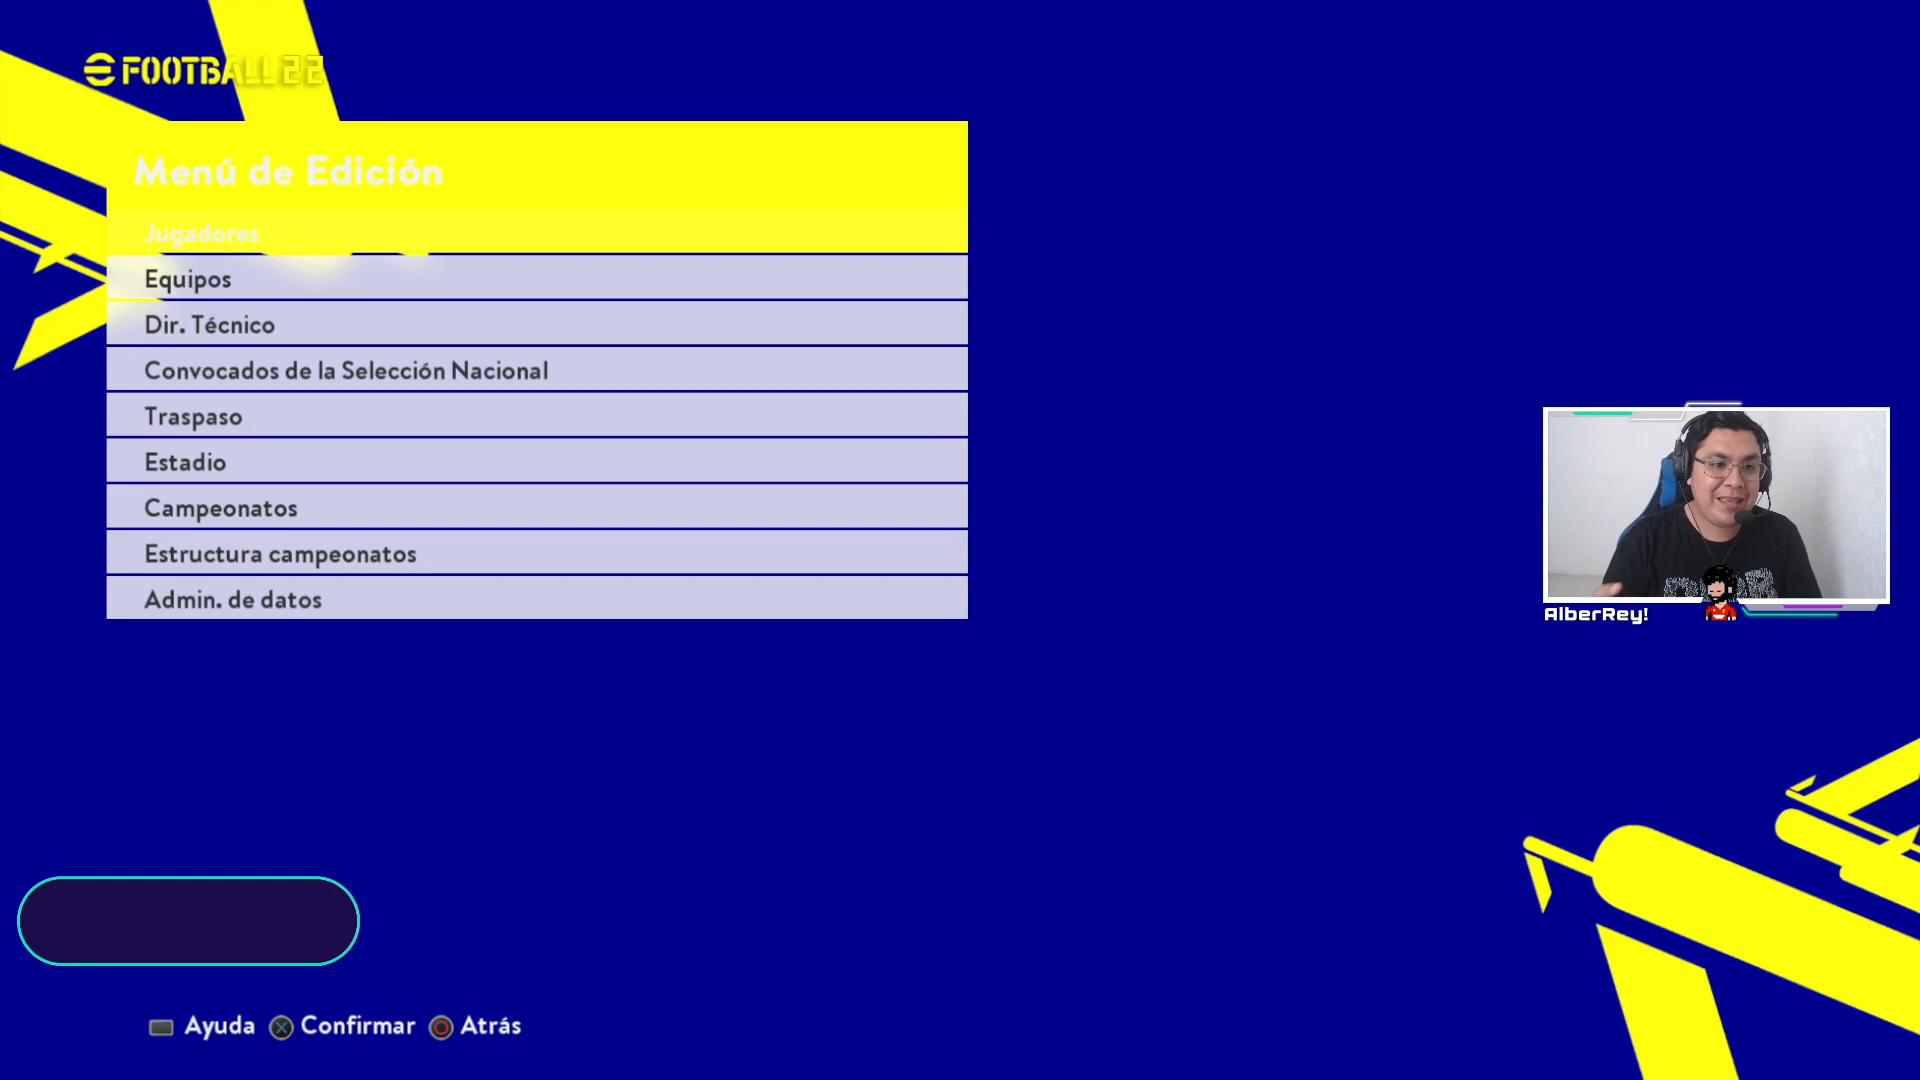 FOOTBALL 22
Menú de Edición
Jugadores
Equipos
Dir. Técnico
Convocados de la Selección Nacional
Traspaso
Estadio
Campeonatos
Estructura campeonatos
Admin. de datos
AlberRey!
Ayuda Confirmar Atrás